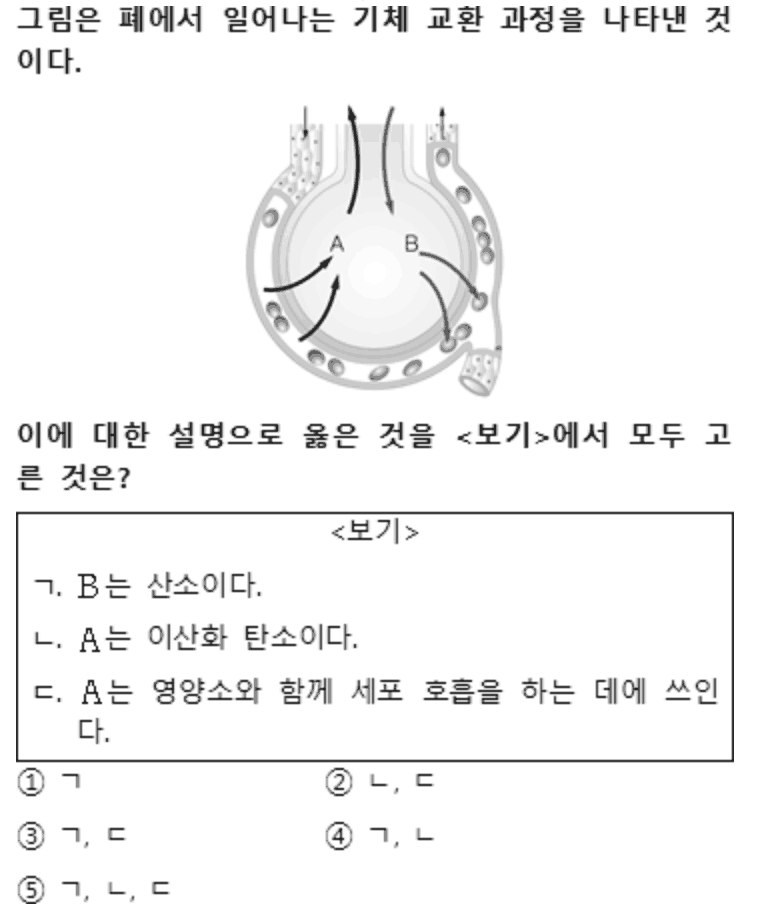 그림은 폐에서 일어나는 기체 교환 과정을 나타낸 것
이다.
A
B
이에 대한 설명으로 옳은 것을 <보기>에서 모두 고
른 것은?
<보기>
ㄱ. B는 산소이다.
ㄴ. A는 이산화 탄소이다.
ㄷ. A는 영양소와 함께 세포 호흡을 하는 데에 쓰인
다.
① ㄱ ② ㄴ, ㄷ
③ ㄱ, ㄷ ④ ㄱ, ㄴ
⑤ ㄱ, ㄴ, ㄷ